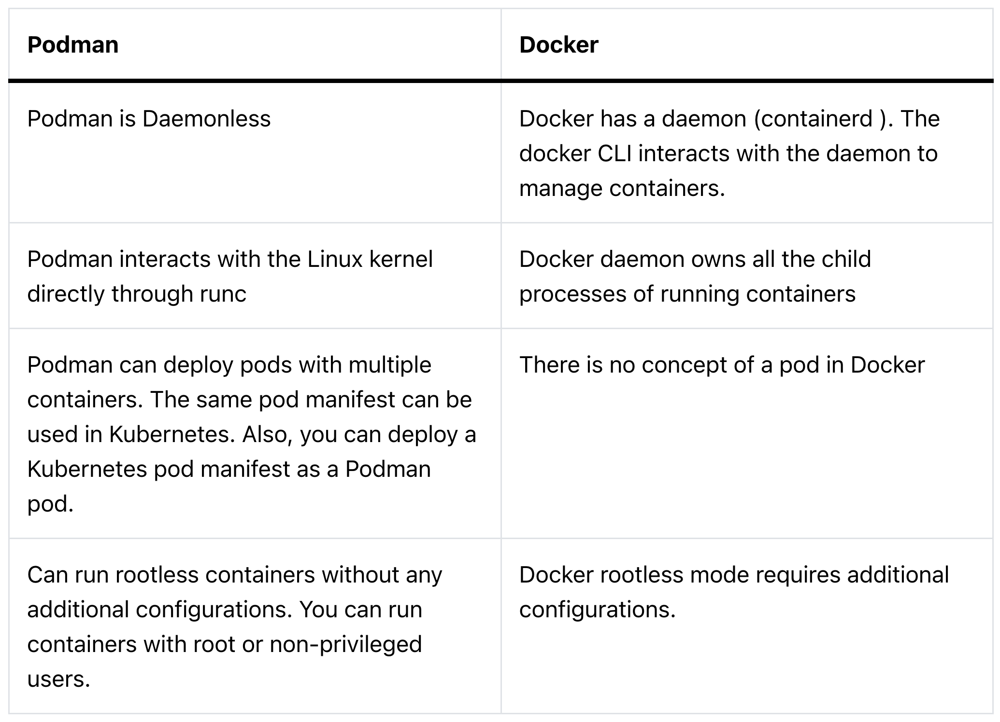 Podman
Docker
Podman is Daemonless
Docker has a daemon (containerd ). The
docker CLI interacts with the daemon to
manage containers.
Podman interacts with the Linux kernel
directly through runc
Docker daemon owns all the child
processes of running containers
Podman can deploy pods with multiple
containers. The same pod manifest can be
used in Kubernetes. Also, you can deploy a
Kubernetes pod manifest as a Podman
pod.
There is no concept of a pod in Docker
Can run rootless containers without any
additional configurations. You can run
containers with root or non-privileged
users.
Docker rootless mode requires additional
configurations.